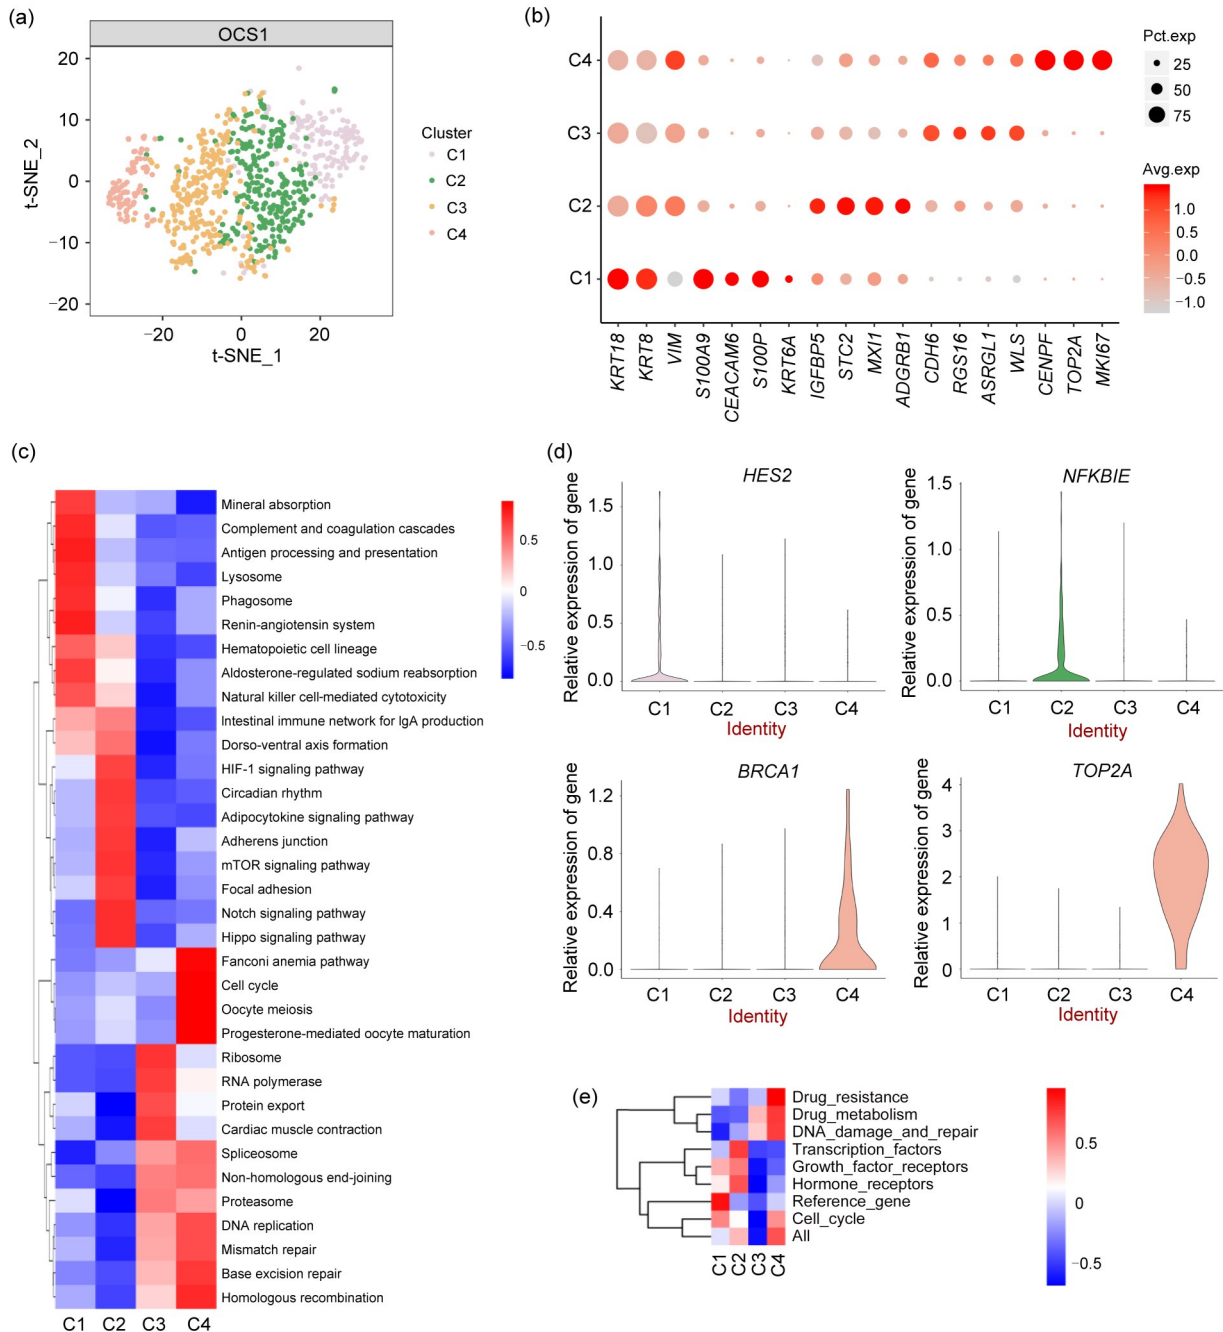 (a)
OCS1
t-SNE_2
20
10
0
−10
−20
−20
0
20
t-SNE_1
Cluster
C1
C2
C3
C4
(b)
C4
C3
C2
C1
KRT18
KRT8
VIM
S100A9
CEACAM6
S100P
KRT6A
IGFBP5
STC2
MXI1
ADGRB1
CDH6
RGS16
ASRGL1
WLS
CENPF
TOP2A
MKI67
Pct.exp
25
50
75
Avg.exp
1.0
0.5
0.0
−0.5
−1.0
(c)
Mineral absorption
Complement and coagulation cascades
Antigen processing and presentation
Lysosome
Phagosome
Renin-angiotensin system
Hematopoietic cell lineage
Aldosterone-regulated sodium reabsorption
Natural killer cell-mediated cytotoxicity
Intestinal immune network for IgA production
Dorso-ventral axis formation
HIF-1 signaling pathway
Circadian rhythm
Adipocytokine signaling pathway
Adherens junction
mTOR signaling pathway
Focal adhesion
Notch signaling pathway
Hippo signaling pathway
Fanconi anemia pathway
Cell cycle
Oocyte meiosis
Progesterone-mediated oocyte maturation
Ribosome
RNA polymerase
Protein export
Cardiac muscle contraction
Spliceosome
Non-homologous end-joining
Proteasome
DNA replication
Mismatch repair
Base excision repair
Homologous recombination
C1 C2 C3 C4
0.5
0
−0.5
(d)
HES2
Relative expression of gene
1.5
1.0
0.5
0.0
C1 C2 C3 C4
Identity
NFKBIE
Relative expression of gene
1.5
1.0
0.5
0.0
C1 C2 C3 C4
Identity
BRCA1
Relative expression of gene
1.2
0.8
0.4
0.0
C1 C2 C3 C4
Identity
TOP2A
Relative expression of gene
4
3
2
1
0
C1 C2 C3 C4
Identity
(e)
Drug_resistance
Drug_metabolism
DNA_damage_and_repair
Transcription_factors
Growth_factor_receptors
Hormone_receptors
Reference_gene
Cell_cycle
All
C1
C2
C3
C4
0.5
0
−0.5